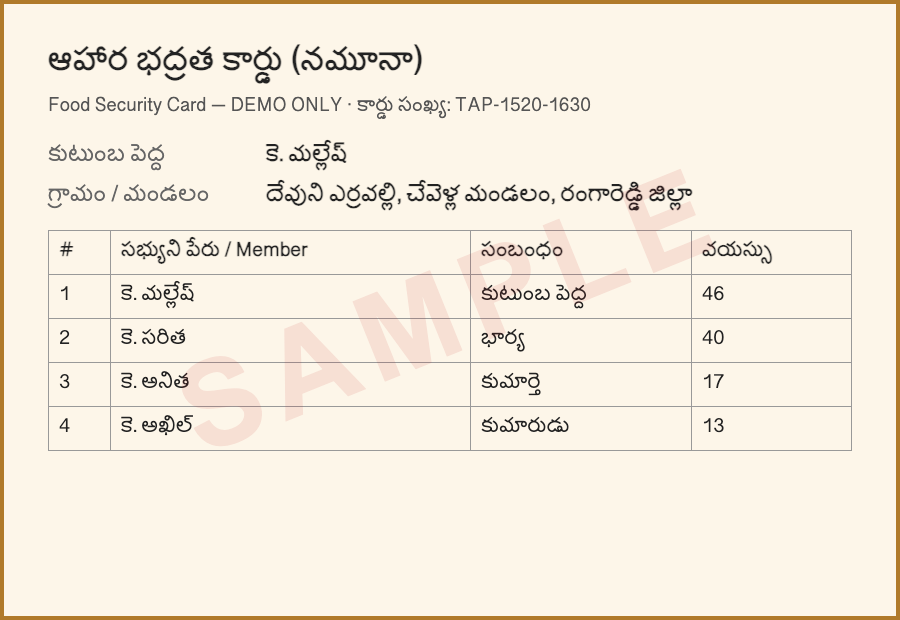 ఆహార భద్రత కార్డు (నమూనా)
Food Security Card — DEMO ONLY · కార్డు సంఖ్య: TAP-1520-1630
కుటుంబ పెద్ద కె. మల్లేష్
గ్రామం / మండలం దేవుని ఎర్రవల్లి, చేవెళ్ల మండలం, రంగారెడ్డి జిల్లా
# సభ్యుని పేరు / Member సంబంధం వయస్సు
1 కె. మల్లేష్ కుటుంబ పెద్ద 46
2 కె. సరిత భార్య 40
3 కె. అనిత కుమార్తె 17
4 కె. అఖిల్ కుమారుడు 13
SAMPLE